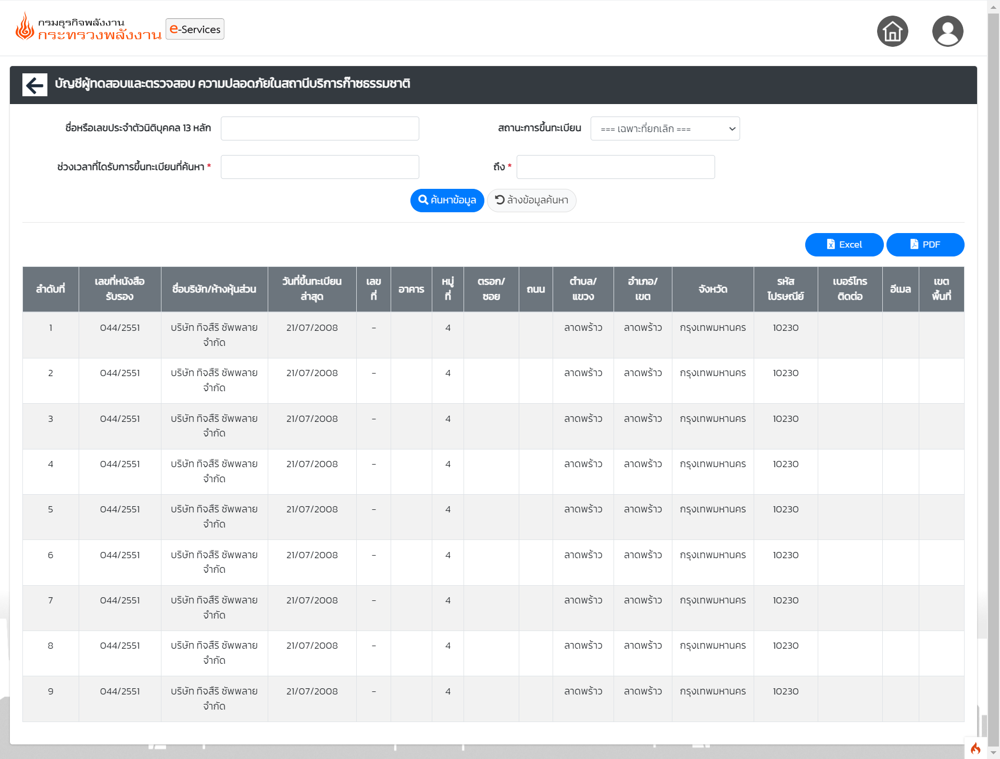 กรมธุรกิจพลังงาน
กระทรวงพลังงาน
e-Services
บัญชีผู้ทดสอบและตรวจสอบ ความปลอดภัยในสถานีบริการก๊าซธรรมชาติ
ชื่อหรือเลขประจำตัวนิติบุคคล 13 หลัก
สถานะการขึ้นทะเบียน === เฉพาะที่ยกเลิก ===
ช่วงเวลาที่ไดรับการขึ้นทะเบียนที่ค้นหา *
ถึง *
ค้นหาข้อมูล ล้างข้อมูลค้นหา
Excel PDF
ลำดับที่ เลขที่หนังสือรับรอง ชื่อบริษัท/ห้างหุ้นส่วน วันที่ขึ้นทะเบียนล่าสุด เลขที่ อาคาร หมู่ที่ ตรอก/ซอย ถนน ตำบล/แขวง อำเภอ/เขต จังหวัด รหัสไปรษณีย์ เบอร์โทรติดต่อ อีเมล เขตพื้นที่
1 044/2551 บริษัท ทิจสืริ ซัพพลาย จำกัด 21/07/2008 - 4 ลาดพร้าว ลาดพร้าว กรุงเทพมหานคร 10230
2 044/2551 บริษัท ทิจสืริ ซัพพลาย จำกัด 21/07/2008 - 4 ลาดพร้าว ลาดพร้าว กรุงเทพมหานคร 10230
3 044/2551 บริษัท ทิจสืริ ซัพพลาย จำกัด 21/07/2008 - 4 ลาดพร้าว ลาดพร้าว กรุงเทพมหานคร 10230
4 044/2551 บริษัท ทิจสืริ ซัพพลาย จำกัด 21/07/2008 - 4 ลาดพร้าว ลาดพร้าว กรุงเทพมหานคร 10230
5 044/2551 บริษัท ทิจสืริ ซัพพลาย จำกัด 21/07/2008 - 4 ลาดพร้าว ลาดพร้าว กรุงเทพมหานคร 10230
6 044/2551 บริษัท ทิจสืริ ซัพพลาย จำกัด 21/07/2008 - 4 ลาดพร้าว ลาดพร้าว กรุงเทพมหานคร 10230
7 044/2551 บริษัท ทิจสืริ ซัพพลาย จำกัด 21/07/2008 - 4 ลาดพร้าว ลาดพร้าว กรุงเทพมหานคร 10230
8 044/2551 บริษัท ทิจสืริ ซัพพลาย จำกัด 21/07/2008 - 4 ลาดพร้าว ลาดพร้าว กรุงเทพมหานคร 10230
9 044/2551 บริษัท ทิจสืริ ซัพพลาย จำกัด 21/07/2008 - 4 ลาดพร้าว ลาดพร้าว กรุงเทพมหานคร 10230